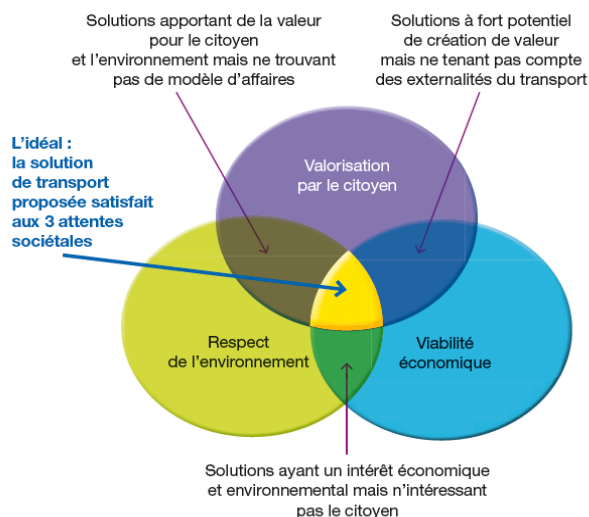 Solutions apportant de la valeur
pour le citoyen
et l'environnement mais ne trouvant
pas de modèle d'affaires
Solutions à fort potentiel
de création de valeur
mais ne tenant pas compte
des externalités du transport
L'idéal :
la solution
de transport
proposée satisfait
aux 3 attentes
sociétales
Valorisation
par le citoyen
Respect
de l'environnement
Viabilité
économique
Solutions ayant un intérêt économique
et environnemental mais n'intéressant
pas le citoyen